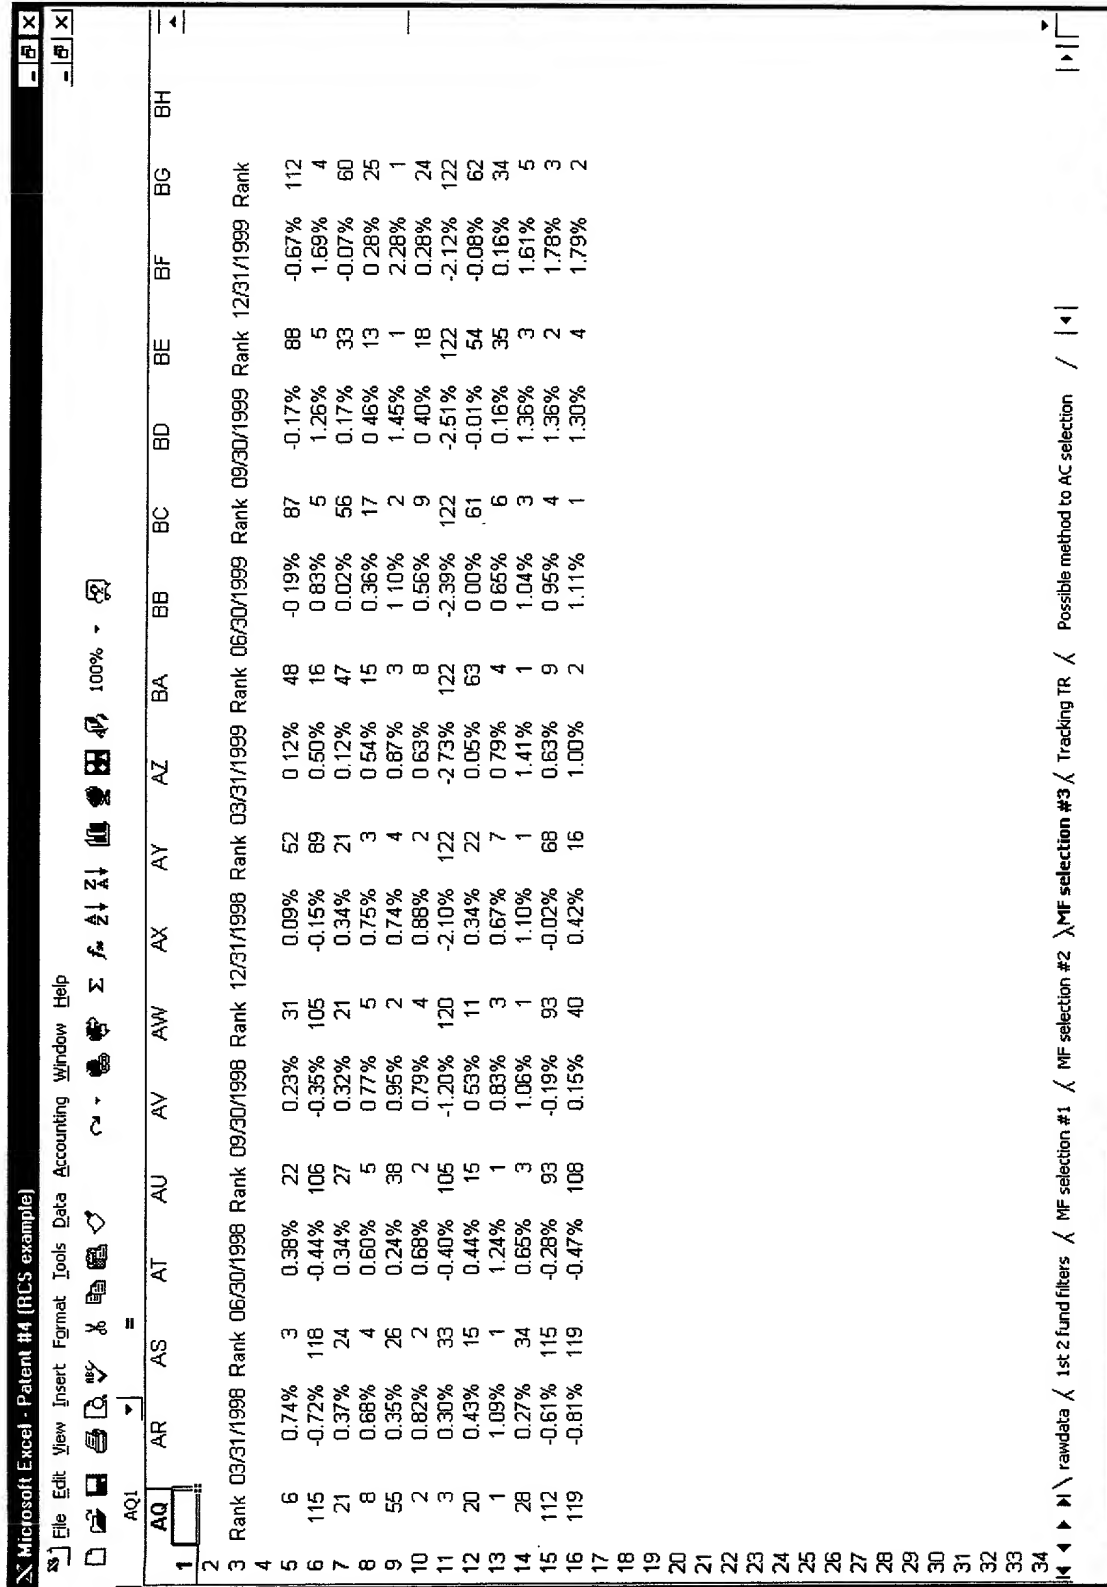 Microsoft Excel - Patent #4 (RCS example)
File Edit View Insert Format Tools Data Accounting Window Help
100%
AQ1 =
AQ AR AS AT AU AV AW AX AY AZ BA BB BC BD BE BF BG BH
1
2
3 Rank 03/31/1998 Rank 06/30/1998 Rank 09/30/1998 Rank 12/31/1998 Rank 03/31/1999 Rank 06/30/1999 Rank 09/30/1999 Rank 12/31/1999 Rank
4
5 6 0.74% 3 0.38% 22 0.23% 31 0.09% 52 0 12% 48 -0 19% 87 -0.17% 88 -0.67% 112
6 115 -0.72% 118 -0.44% 106 -0.35% 105 -0.15% 89 0.50% 16 0 83% 5 1.26% 5 1.69% 4
7 21 0.37% 24 0.34% 27 0.32% 21 0.34% 21 0.12% 47 0.02% 56 0.17% 33 -0.07% 60
8 8 0.68% 4 0.60% 5 0 77% 5 0.75% 3 0 54% 15 0.36% 17 0 46% 13 0 28% 25
9 55 0.35% 26 0.24% 38 0.95% 2 0.74% 4 0.87% 3 1 10% 2 1.45% 1 2.28% 1
10 2 0.82% 2 0.68% 2 0.79% 4 0.88% 2 0 63% 8 0.56% 9 0 40% 18 0.28% 24
11 3 0.30% 33 -0.40% 105 -1.20% 120 -2.10% 122 -2 73% 122 -2.39% 122 -2.51% 122 -2.12% 122
12 20 0.43% 15 0.44% 15 0 53% 11 0.34% 22 0.05% 63 0 00% 61 -0.01% 54 -0.08% 62
13 1 1.09% 1 1.24% 1 0.83% 3 0.67% 7 0 79% 4 0 65% 6 0.16% 35 0.16% 34
14 28 0.27% 34 0.65% 3 1.06% 1 1.10% 1 1.41% 1 1.04% 3 1.36% 3 1.61% 5
15 112 -0.61% 115 -0.28% 93 -0.19% 93 -0.02% 68 0.63% 9 0 95% 4 1.36% 2 1.78% 3
16 119 -0.81% 119 -0.47% 108 0.15% 40 0.42% 16 1.00% 2 1.11% 1 1.30% 4 1.79% 2
17
18
19
20
21
22
23
24
25
26
27
28
29
30
31
32
33
34
rawdata / 1st 2 fund filters / MF selection #1 / MF selection #2 \ MF selection #3 / Tracking TR / Possible method to AC selection /